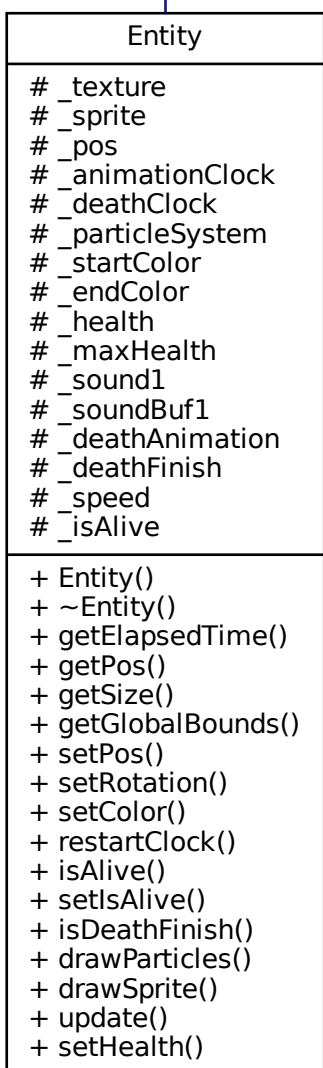 Entity
# _texture
# _sprite
# _pos
# _animationClock
# _deathClock
# _particleSystem
# _startColor
# _endColor
# _health
# _maxHealth
# _sound1
# _soundBuf1
# _deathAnimation
# _deathFinish
# _speed
# _isAlive
+ Entity()
+ ~Entity()
+ getElapsedTime()
+ getPos()
+ getSize()
+ getGlobalBounds()
+ setPos()
+ setRotation()
+ setColor()
+ restartClock()
+ isAlive()
+ setIsAlive()
+ isDeathFinish()
+ drawParticles()
+ drawSprite()
+ update()
+ setHealth()